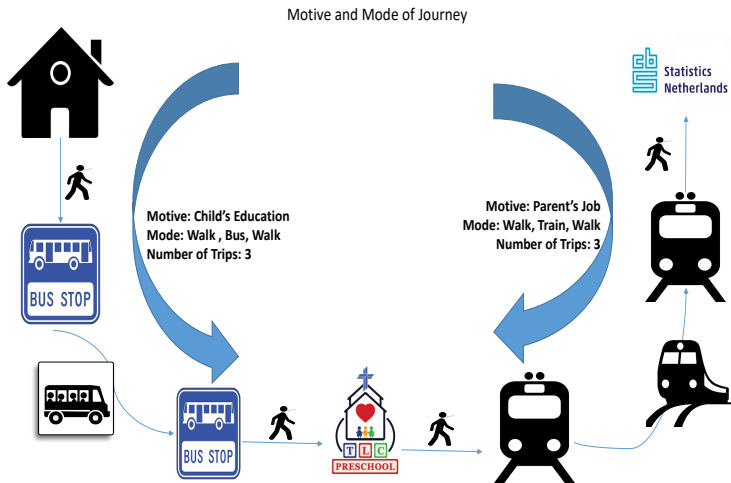 Motive and Mode of Journey
cb
s
Statistics
Netherlands
Motive: Child’s Education
Mode: Walk , Bus, Walk
Number of Trips: 3
Motive: Parent’s Job
Mode: Walk, Train, Walk
Number of Trips: 3
BUS STOP
BUS STOP
T L C
PRESCHOOL